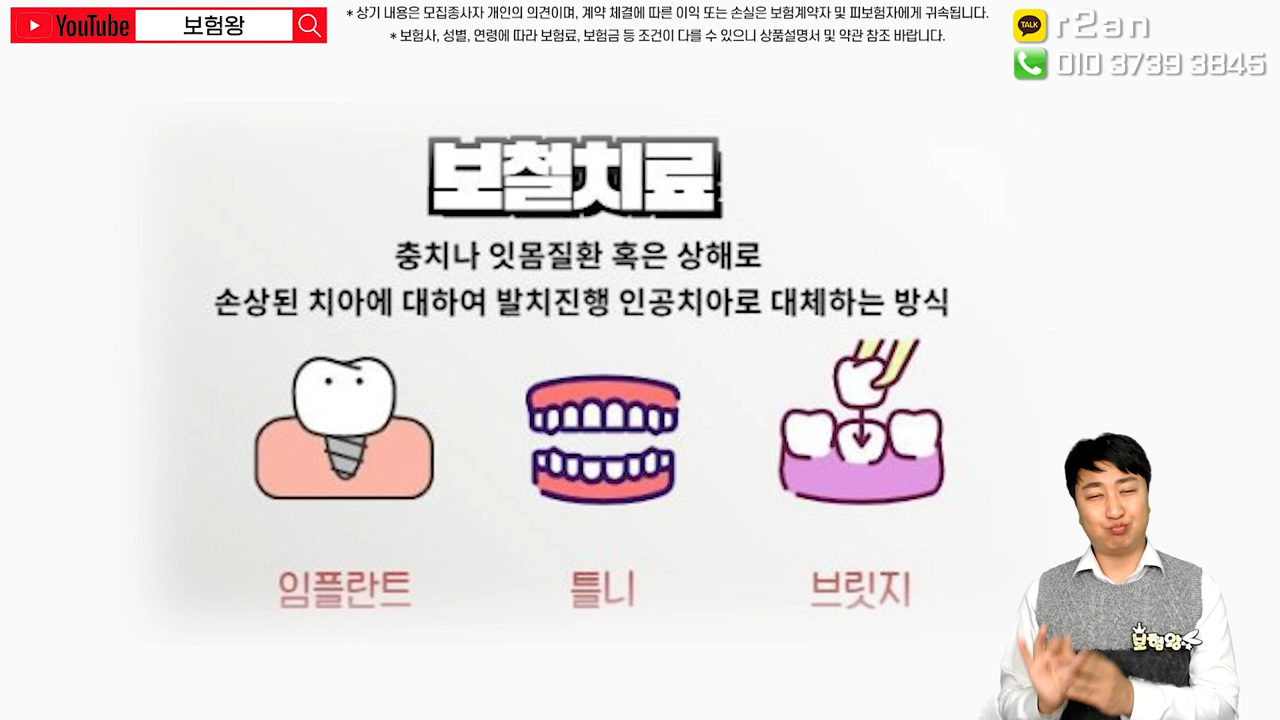 YouTube 보험왕
* 상기 내용은 모집종사자 개인의 의견이며, 계약 체결에 따른 이익 또는 손실은 보험계약자 및 피보험자에게 귀속됩니다.
* 보험사, 성별, 연령에 따라 보험료, 보험금 등 조건이 다를 수 있으니 상품설명서 및 약관 참조 바랍니다.
TALK r2an
010 3739 3845
보철치료
충치나 잇몸질환 혹은 상해로
손상된 치아에 대하여 발치진행 인공치아로 대체하는 방식
임플란트 틀니 브릿지
보험왕